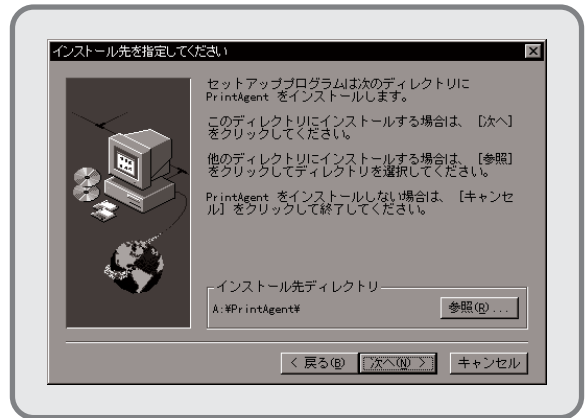 インストール先を指定してください
セットアッププログラムは次のディレクトリに
PrintAgent をインストールします。
このディレクトリにインストールする場合は、 [次へ]
をクリックしてください。
他のディレクトリにインストールする場合は、 [参照]
をクリックしてディレクトリを選択してください。
PrintAgent をインストールしない場合は、 [キャンセ
ル] をクリックして終了してください。
インストール先ディレクトリ
A:¥PrintAgent¥
参照(R)...
< 戻る(B)
次へ(N) >
キャンセル